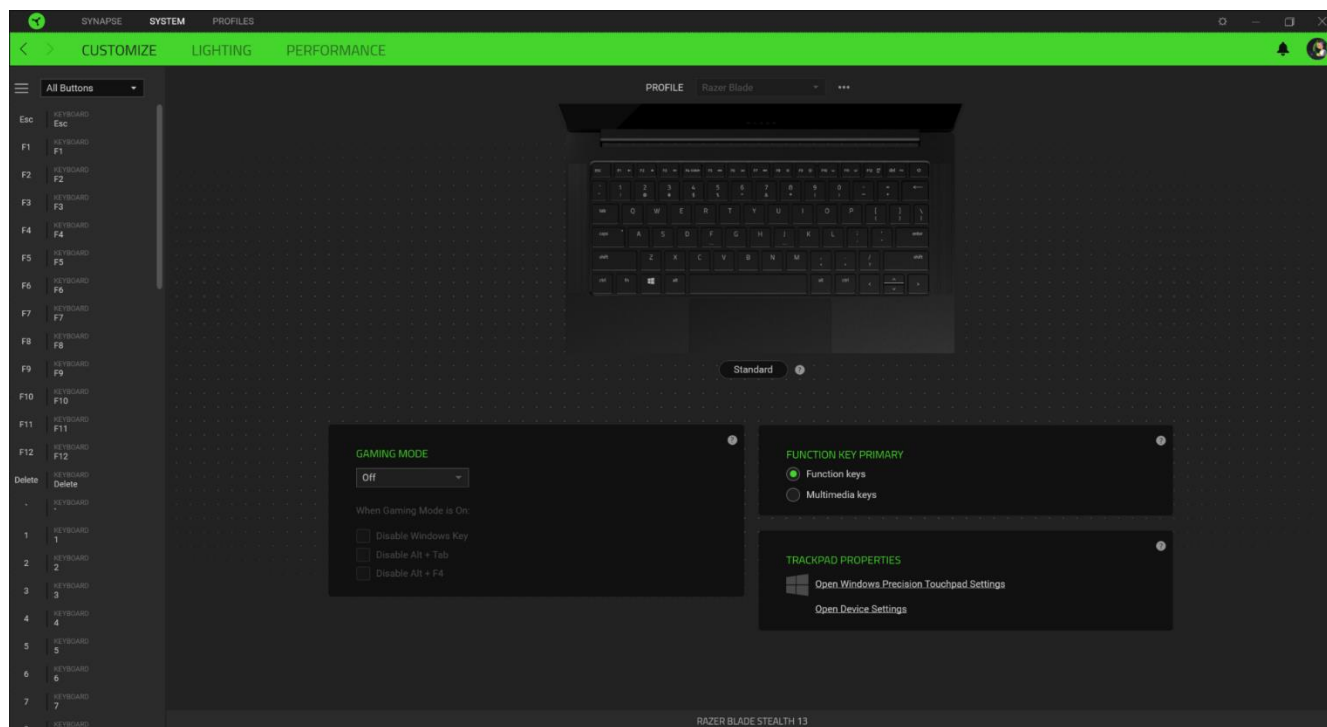 SYNAPSE SYSTEM PROFILES
CUSTOMIZE LIGHTING PERFORMANCE
All Buttons
PROFILE Razer Blade
Esc KEYBOARD
Esc
F1 KEYBOARD
F1
F2 KEYBOARD
F2
F3 KEYBOARD
F3
F4 KEYBOARD
F4
F5 KEYBOARD
F5
F6 KEYBOARD
F6
F7 KEYBOARD
F7
F8 KEYBOARD
F8
F9 KEYBOARD
F9
F10 KEYBOARD
F10
F11 KEYBOARD
F11
F12 KEYBOARD
F12
Delete KEYBOARD
Delete
` KEYBOARD
`
1 KEYBOARD
1
2 KEYBOARD
2
3 KEYBOARD
3
4 KEYBOARD
4
5 KEYBOARD
5
6 KEYBOARD
6
7 KEYBOARD
7
KEYBOARD
Q W E R T Y U I O P
A S D F G H J K L
Z X C V B N M
Standard
GAMING MODE
Off
When Gaming Mode is On:
Disable Windows Key
Disable Alt + Tab
Disable Alt + F4
FUNCTION KEY PRIMARY
Function keys
Multimedia keys
TRACKPAD PROPERTIES
Open Windows Precision Touchpad Settings
Open Device Settings
RAZER BLADE STEALTH 13